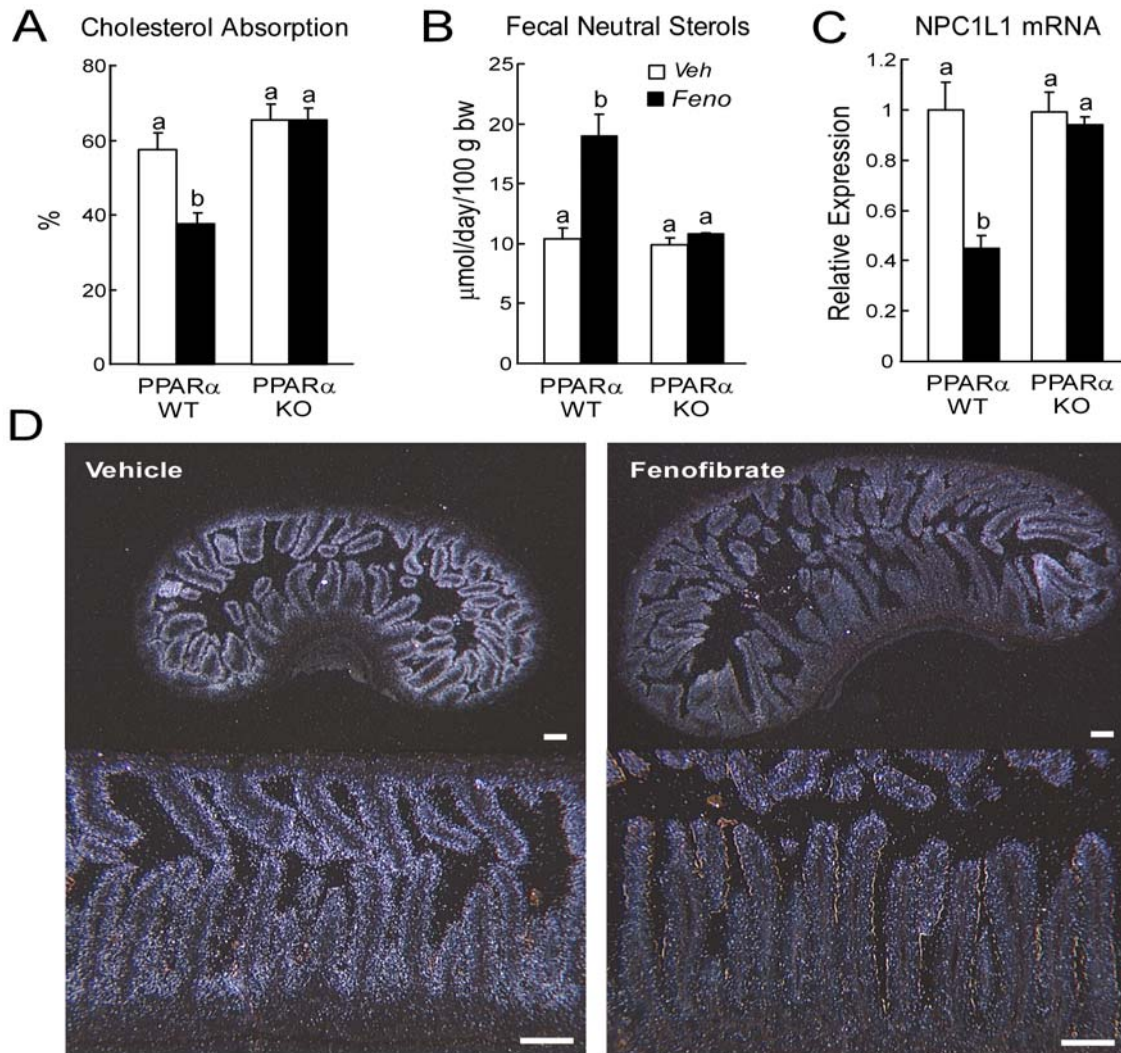 A Cholesterol Absorption
80
60
40
20
0
%
a
b
a
a
PPARα WT
PPARα KO
B Fecal Neutral Sterols
25
20
15
10
5
0
μmol/day/100 g bw
Veh
Feno
a
b
a
a
PPARα WT
PPARα KO
C NPC1L1 mRNA
1.2
1
0.8
0.6
0.4
0.2
0
Relative Expression
a
b
a
a
PPARα WT
PPARα KO
D
Vehicle
Fenofibrate